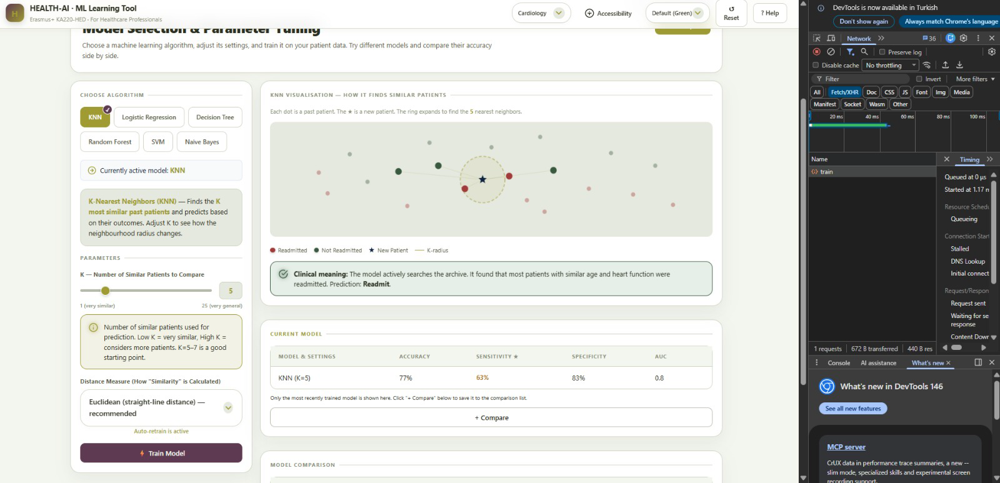 H
HEALTH-AI · ML Learning Tool
Erasmus+ KA220-HED · For Healthcare Professionals
Cardiology
Accessibility
Default (Green)
↺
Reset
? Help
Model Selection & Parameter Tuning
Choose a machine learning algorithm, adjust its settings, and train it on your patient data. Try different models and compare their accuracy
side by side.
CHOOSE ALGORITHM
KNN
Logistic Regression
Decision Tree
Random Forest
SVM
Naive Bayes
Currently active model: KNN
K-Nearest Neighbors (KNN) — Finds the K
most similar past patients and predicts based
on their outcomes. Adjust K to see how the
neighbourhood radius changes.
PARAMETERS
K — Number of Similar Patients to Compare
5
1 (very similar)
25 (very general)
Number of similar patients used for
prediction. Low K = very similar, High K =
considers more patients. K=5–7 is a good
starting point.
Distance Measure (How "Similarity" is Calculated)
Euclidean (straight-line distance) —
recommended
Auto-retrain is active
Train Model
KNN VISUALISATION — HOW IT FINDS SIMILAR PATIENTS
Each dot is a past patient. The ★ is a new patient. The ring expands to find the 5 nearest neighbors.
Readmitted
Not Readmitted
★ New Patient
K-radius
Clinical meaning: The model actively searches the archive. It found that most patients with similar age and heart function were
readmitted. Prediction: Readmit.
CURRENT MODEL
MODEL & SETTINGS ACCURACY SENSITIVITY ★ SPECIFICITY AUC
KNN (K=5) 77% 63% 83% 0.8
Only the most recently trained model is shown here. Click "+ Compare" below to save it to the comparison list.
+ Compare
MODEL COMPARISON
DevTools is now available in Turkish
Don't show again
Always match Chrome's language
Network
36
Preserve log
Disable cache
No throttling
Filter
Invert
More filters
All
Fetch/XHR
Doc
CSS
JS
Font
Img
Media
Manifest
Socket
Wasm
Other
20 ms
40 ms
60 ms
80 ms
100 ms
Name
Timing
train
Queued at 0 µs
Started at 1.17 m
Resource Schedu
Queueing
Connection Start
Stalled
DNS Lookup
Initial connect
Request/Respon
Request sent
Waiting for se
response
Content Down
1 requests
672 B transferred
440 B res
Console
AI assistance
What's new
What's new in DevTools 146
See all new features
MCP server
CrUX data in performance trace summaries, a new --
slim mode, specialized skills and experimental screen
recording support.